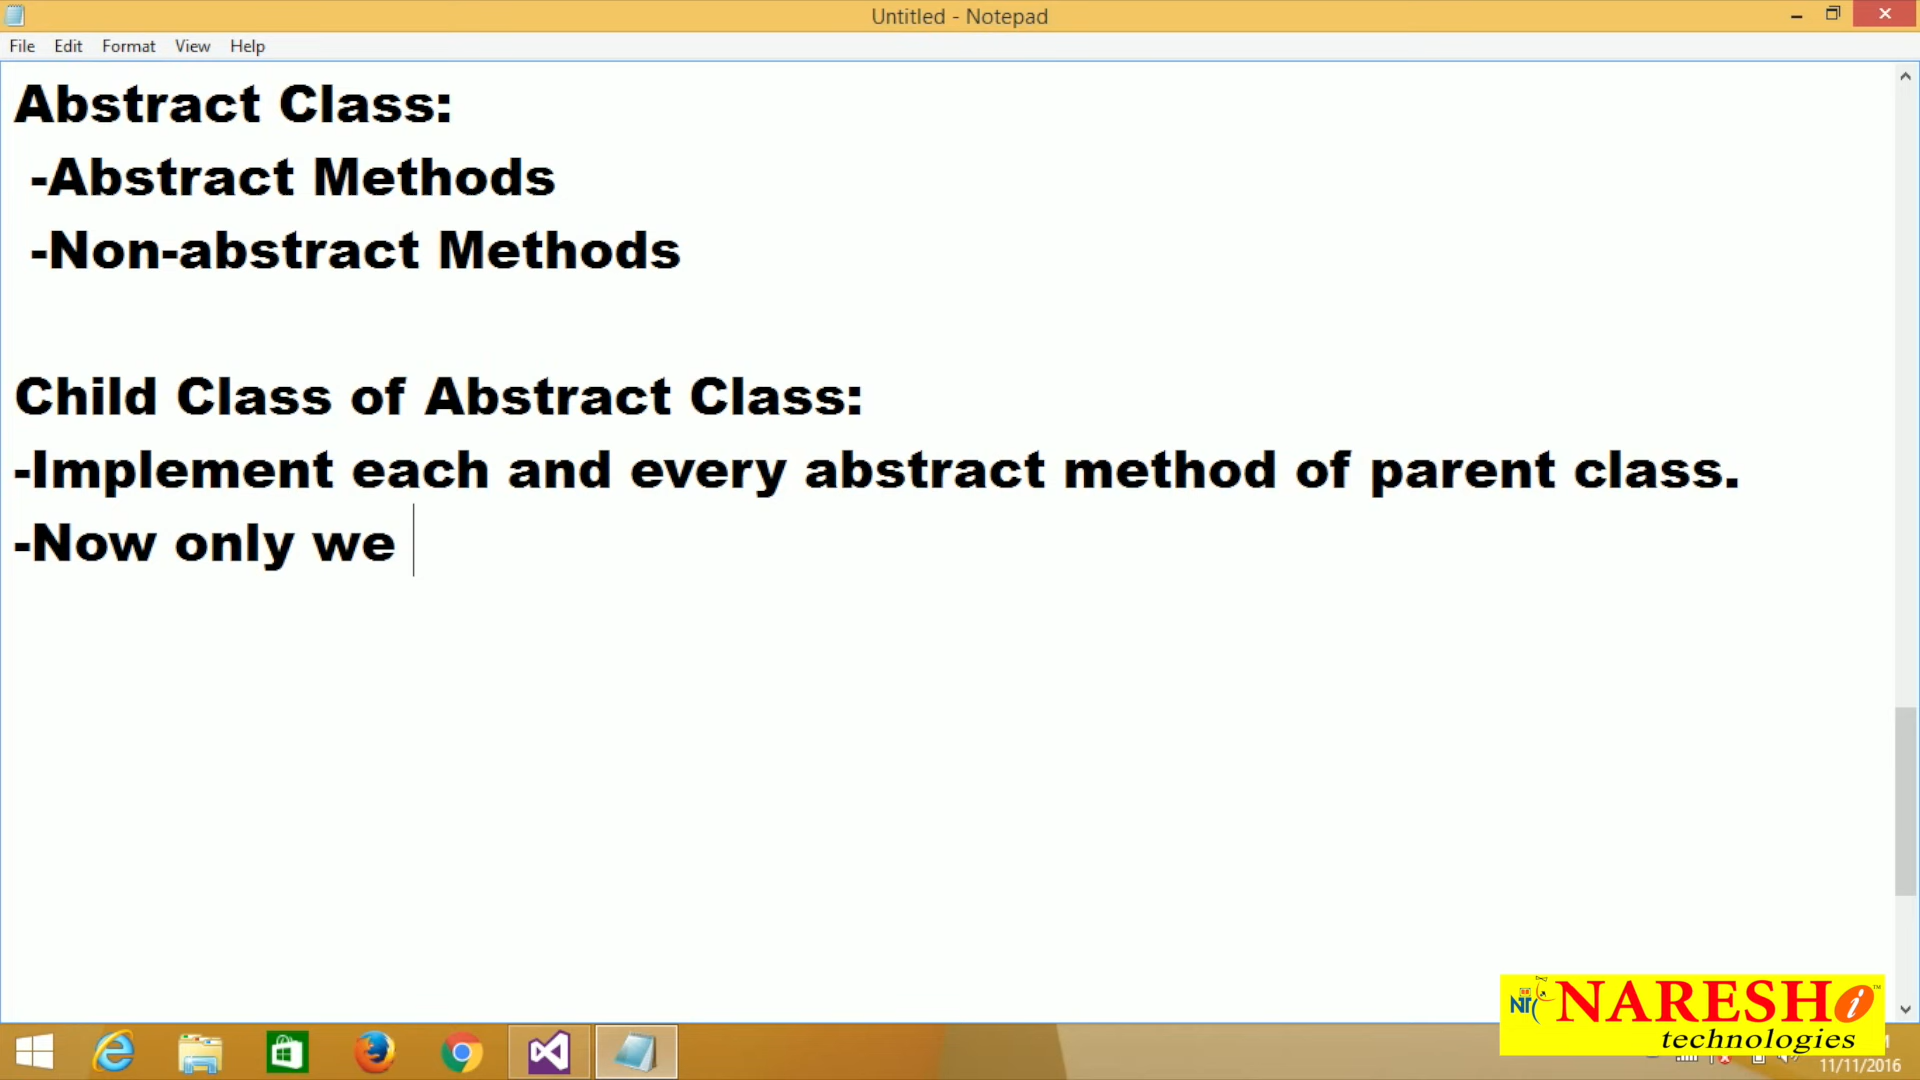 Untitled - Notepad
File Edit Format View Help
Abstract Class:
-Abstract Methods
-Non-abstract Methods
Child Class of Abstract Class:
-Implement each and every abstract method of parent class.
-Now only we
NARESH i
technologies
11/11/2016